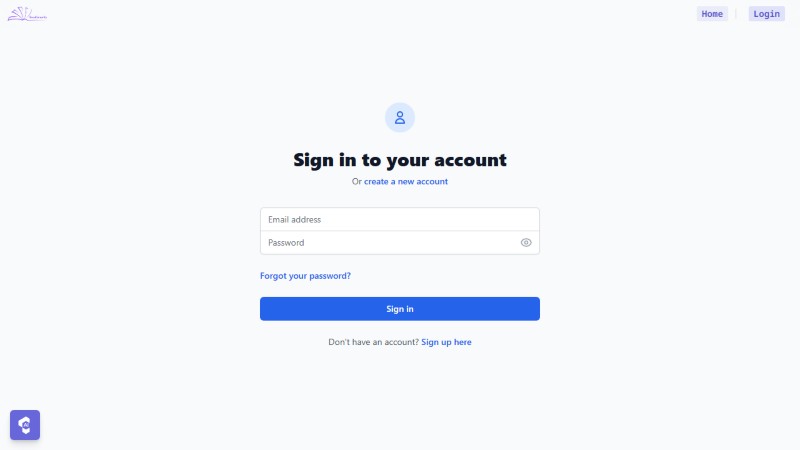 Home
Login
Sign in to your account
Or create a new account
Email address
Password
Forgot your password?
Sign in
Don't have an account? Sign up here